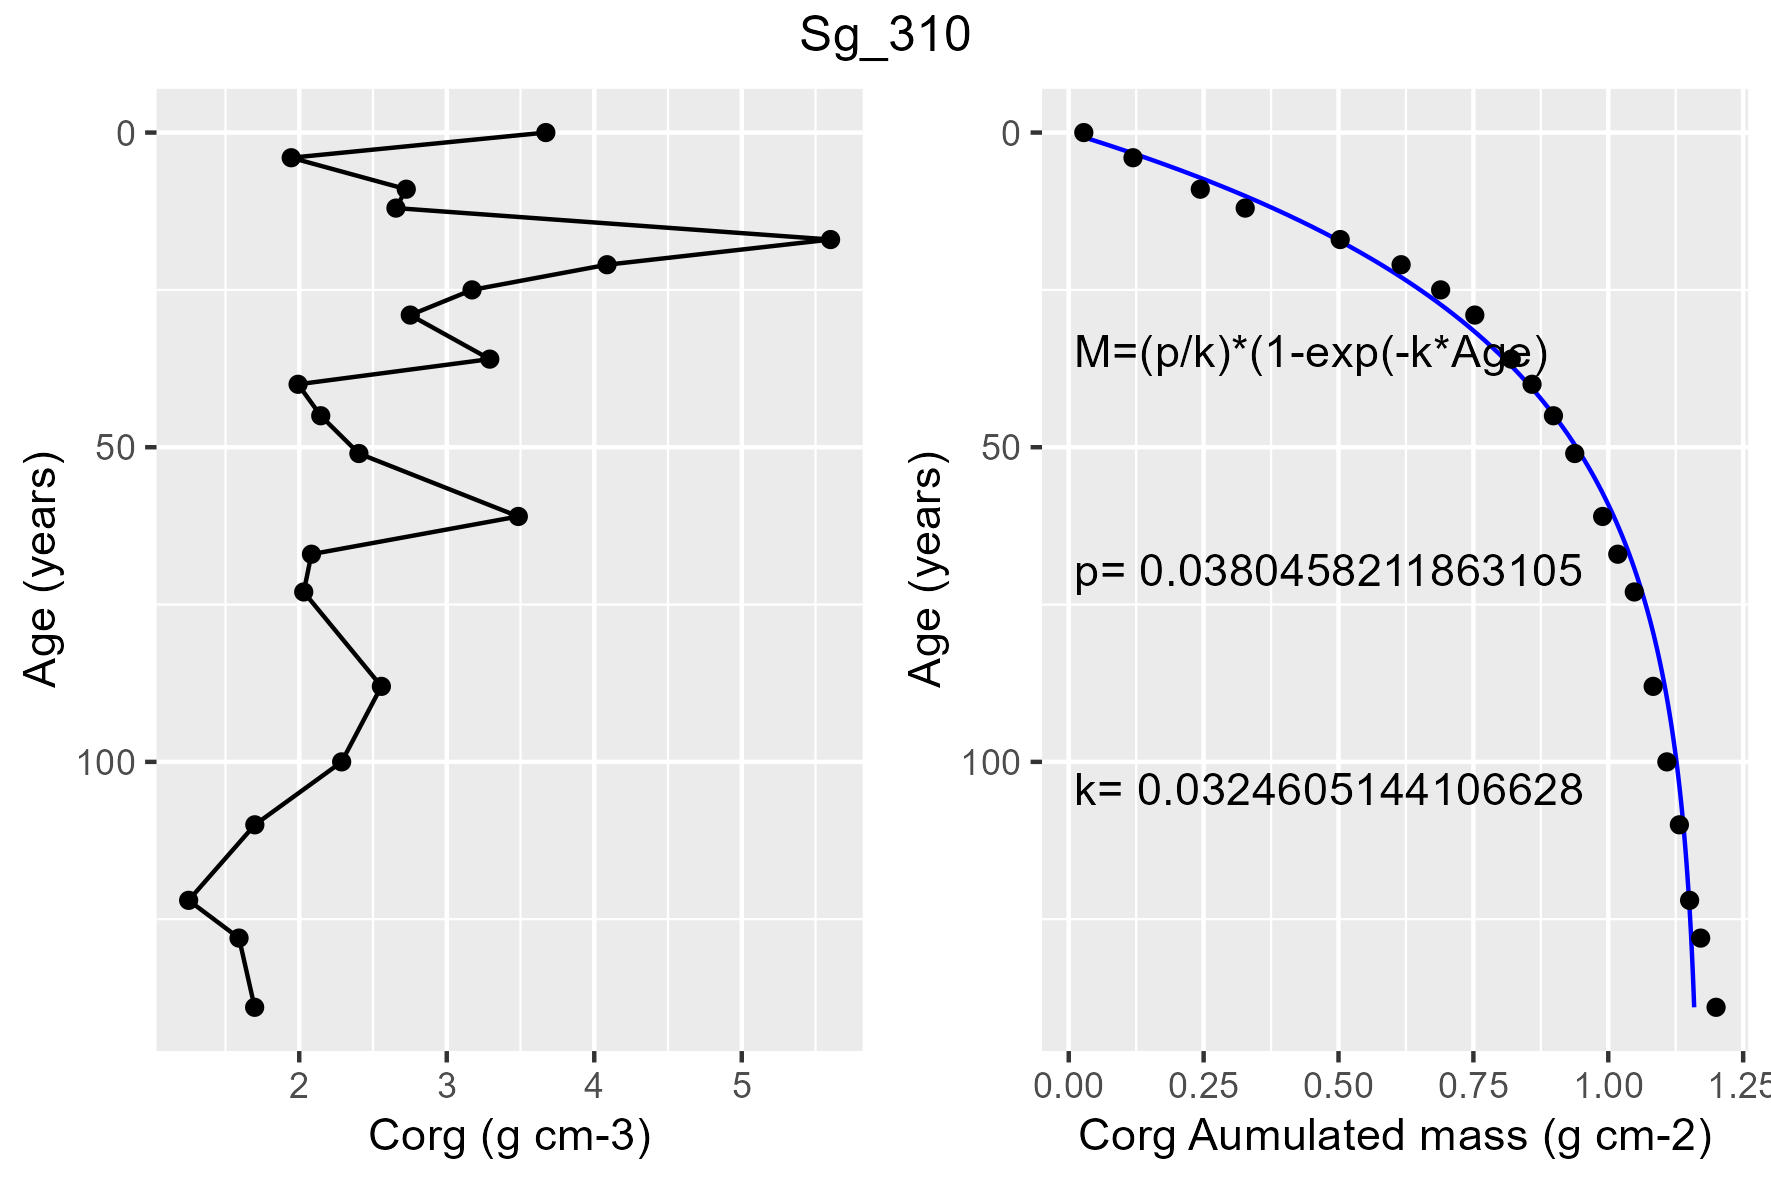 Sg_310
0
50
100
Age (years)
2 3 4 5
Corg (g cm-3)
0
50
100
Age (years)
M=(p/k)*(1-exp(-k*Age)
p= 0.0380458211863105
k= 0.0324605144106628
0.00 0.25 0.50 0.75 1.00 1.25
Corg Aumulated mass (g cm-2)